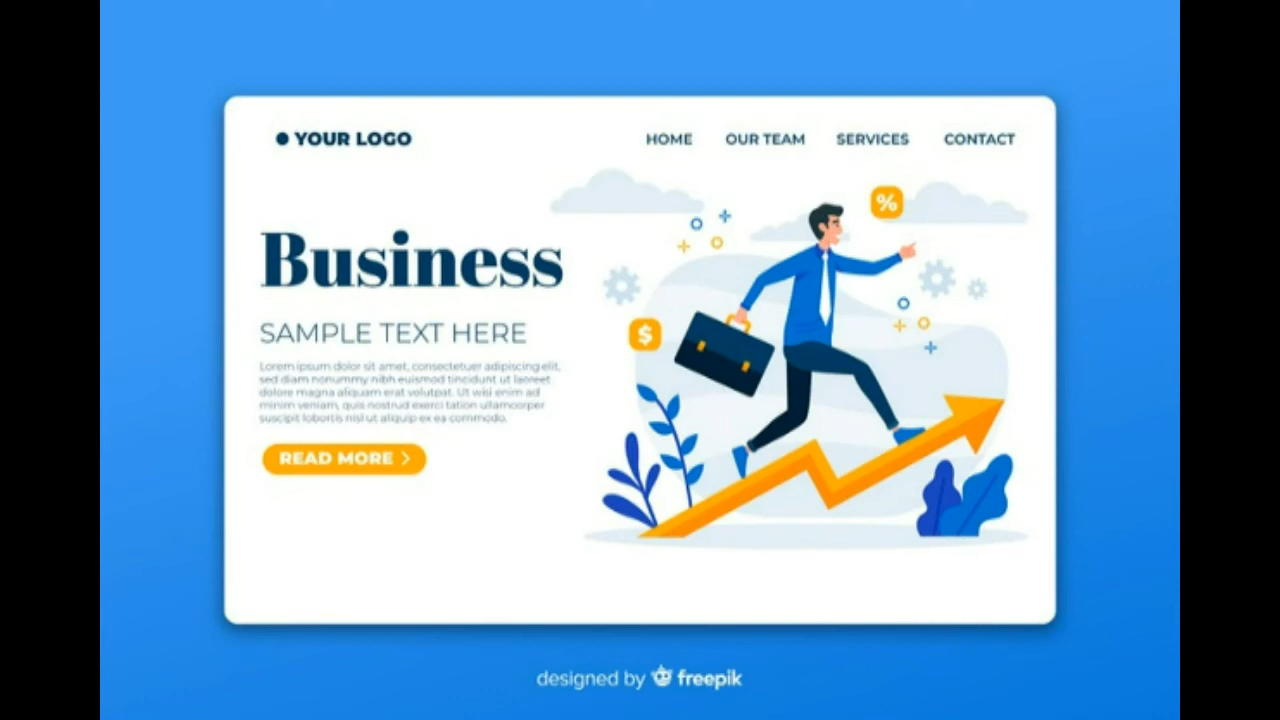 YOUR LOGO
HOME OUR TEAM SERVICES CONTACT
%
Business
$
SAMPLE TEXT HERE
Lorem ipsum dolor sit amet, consectetuer adipiscing elit,
sed diam nonummy nibh euismod tincidunt ut laoreet
dolore magna aliquam erat volutpat. Ut wisi enim ad
minim veniam, quis nostrud exerci tation ullamcorper
suscipit lobortis nisl ut aliquip ex ea commodo.
READ MORE >
designed by freepik